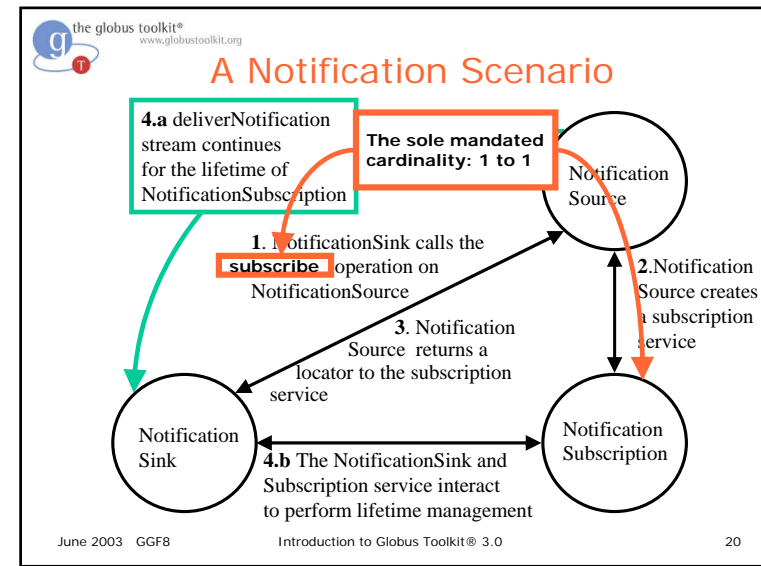 the globus toolkit®
www.globustoolkit.org
g
T
A Notification Scenario
4.a deliverNotification
stream continues
for the lifetime of
NotificationSubscription
The sole mandated
cardinality: 1 to 1
Notification
Source
1. NotificationSink calls the
subscribe operation on
NotificationSource
2.Notification
Source creates
a subscription
service
3. Notification
Source returns a
locator to the subscription
service
Notification
Sink
Notification
Subscription
4.b The NotificationSink and
Subscription service interact
to perform lifetime management
June 2003 GGF8
Introduction to Globus Toolkit® 3.0
20